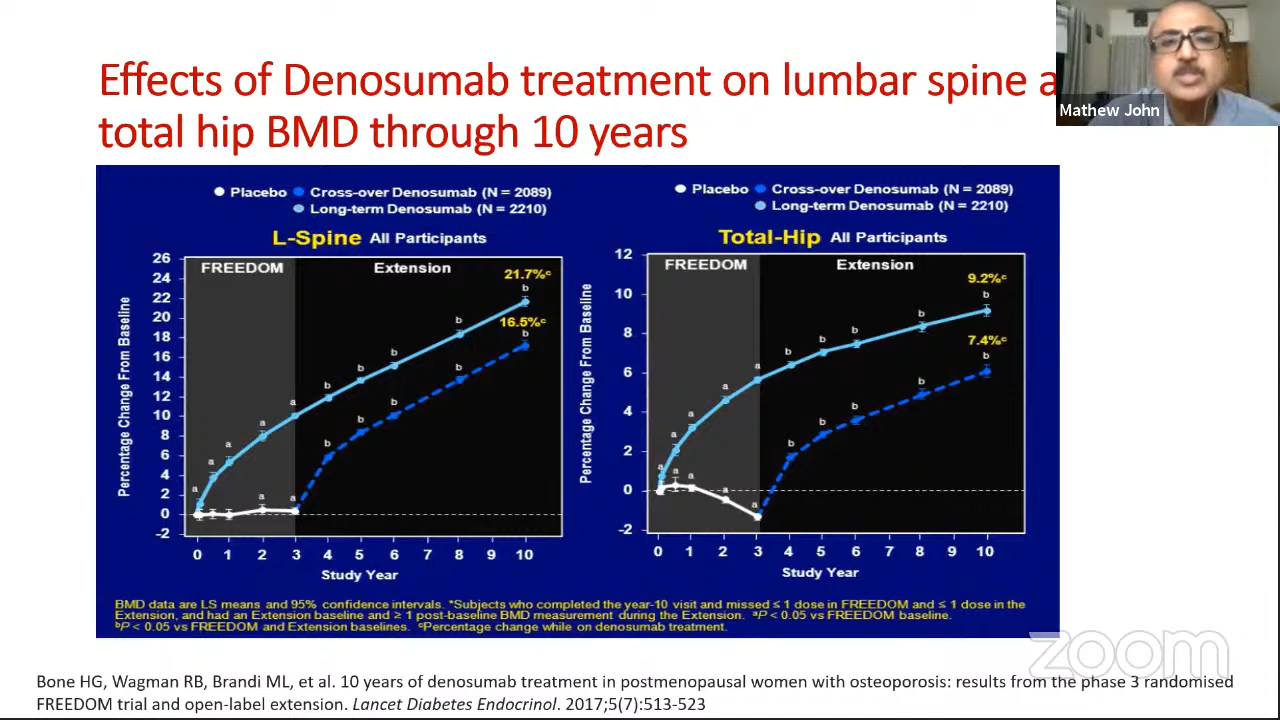 Effects of Denosumab treatment on lumbar spine a
total hip BMD through 10 years
Mathew John
Placebo Cross-over Denosumab (N = 2089)
Long-term Denosumab (N = 2210)
L-Spine All Participants
Percentage Change From Baseline
26
24
22
20
18
16
14
12
10
8
6
4
2
0
-2
FREEDOM
Extension
21.7%c
b
16.5%c
b
b
b
b
b
b
b
b
b
b
a
a
a
a
a
a
a
0 1 2 3 4 5 6 7 8 9 10
Study Year
Placebo Cross-over Denosumab (N = 2089)
Long-term Denosumab (N = 2210)
Total-Hip All Participants
Percentage Change From Baseline
12
10
8
6
4
2
0
-2
FREEDOM
Extension
9.2%c
b
7.4%c
b
b
b
b
b
b
b
b
b
a
a
a
a
a
a
a
a
a
0 1 2 3 4 5 6 7 8 9 10
Study Year
BMD data are LS means and 95% confidence intervals. *Subjects who completed the year-10 visit and missed ≤ 1 dose in FREEDOM and ≤ 1 dose in the
Extension, and had an Extension baseline and ≥ 1 post-baseline BMD measurement during the Extension. aP < 0.05 vs FREEDOM baseline.
bP < 0.05 vs FREEDOM and Extension baselines. cPercentage change while on denosumab treatment.
zoom
Bone HG, Wagman RB, Brandi ML, et al. 10 years of denosumab treatment in postmenopausal women with osteoporosis: results from the phase 3 randomised
FREEDOM trial and open-label extension. Lancet Diabetes Endocrinol. 2017;5(7):513-523